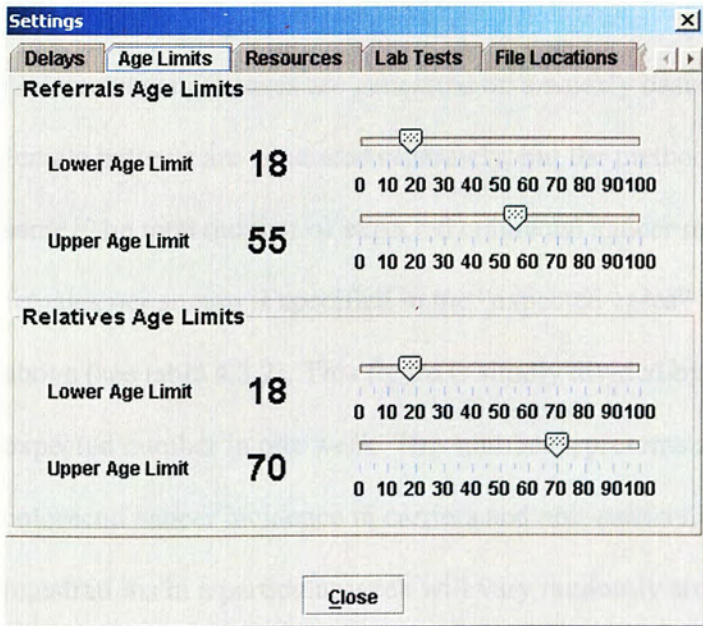 Settings
Delays Age Limits Resources Lab Tests File Locations
Referrals Age Limits
Lower Age Limit 18
0 10 20 30 40 50 60 70 80 90100
Upper Age Limit 55
0 10 20 30 40 50 60 70 80 90100
Relatives Age Limits
Lower Age Limit 18
0 10 20 30 40 50 60 70 80 90100
Upper Age Limit 70
0 10 20 30 40 50 60 70 80 90100
Close